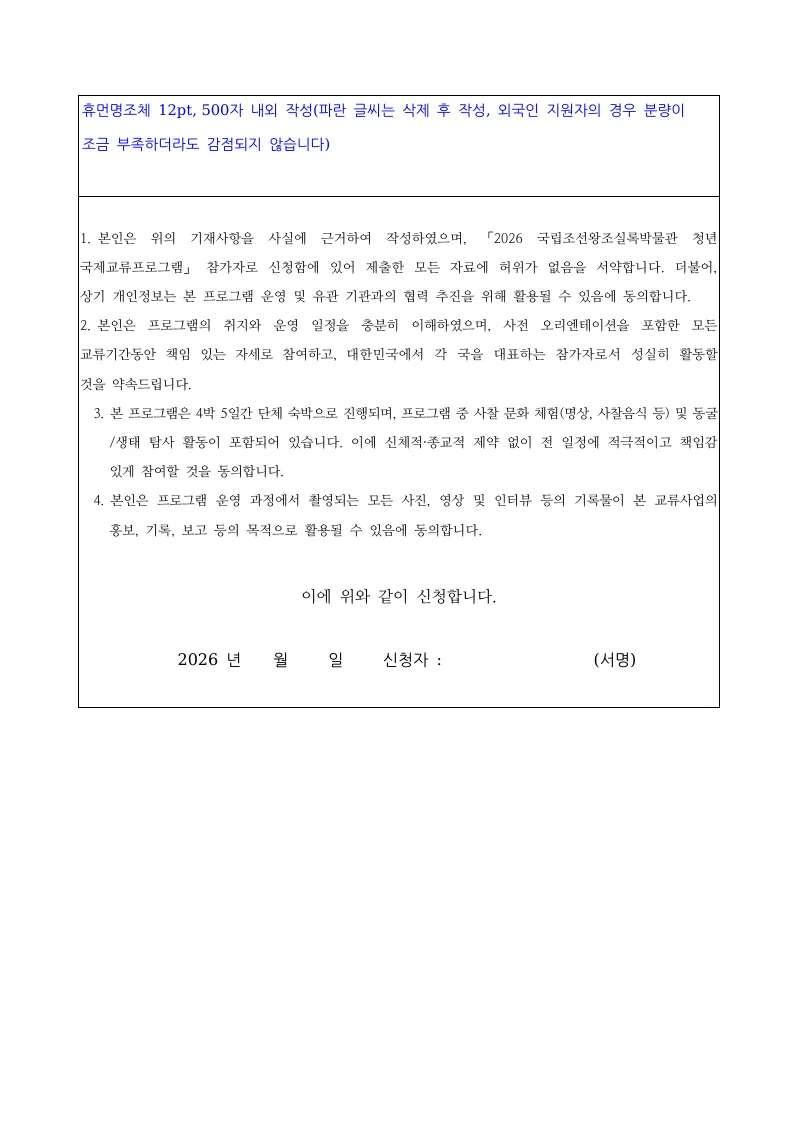 휴먼명조체 12pt, 500자 내외 작성(파란 글씨는 삭제 후 작성, 외국인 지원자의 경우 분량이
조금 부족하더라도 감점되지 않습니다)
1. 본인은 위의 기재사항을 사실에 근거하여 작성하였으며, 「2026 국립조선왕조실록박물관 청년
국제교류프로그램」 참가자로 신청함에 있어 제출한 모든 자료에 허위가 없음을 서약합니다. 더불어,
상기 개인정보는 본 프로그램 운영 및 유관 기관과의 협력 추진을 위해 활용될 수 있음에 동의합니다.
2. 본인은 프로그램의 취지와 운영 일정을 충분히 이해하였으며, 사전 오리엔테이션을 포함한 모든
교류기간동안 책임 있는 자세로 참여하고, 대한민국에서 각 국을 대표하는 참가자로서 성실히 활동할
것을 약속드립니다.
3. 본 프로그램은 4박 5일간 단체 숙박으로 진행되며, 프로그램 중 사찰 문화 체험(명상, 사찰음식 등) 및 동굴
/생태 탐사 활동이 포함되어 있습니다. 이에 신체적·종교적 제약 없이 전 일정에 적극적이고 책임감
있게 참여할 것을 동의합니다.
4. 본인은 프로그램 운영 과정에서 촬영되는 모든 사진, 영상 및 인터뷰 등의 기록물이 본 교류사업의
홍보, 기록, 보고 등의 목적으로 활용될 수 있음에 동의합니다.
이에 위와 같이 신청합니다.
2026 년 월 일 신청자 : (서명)